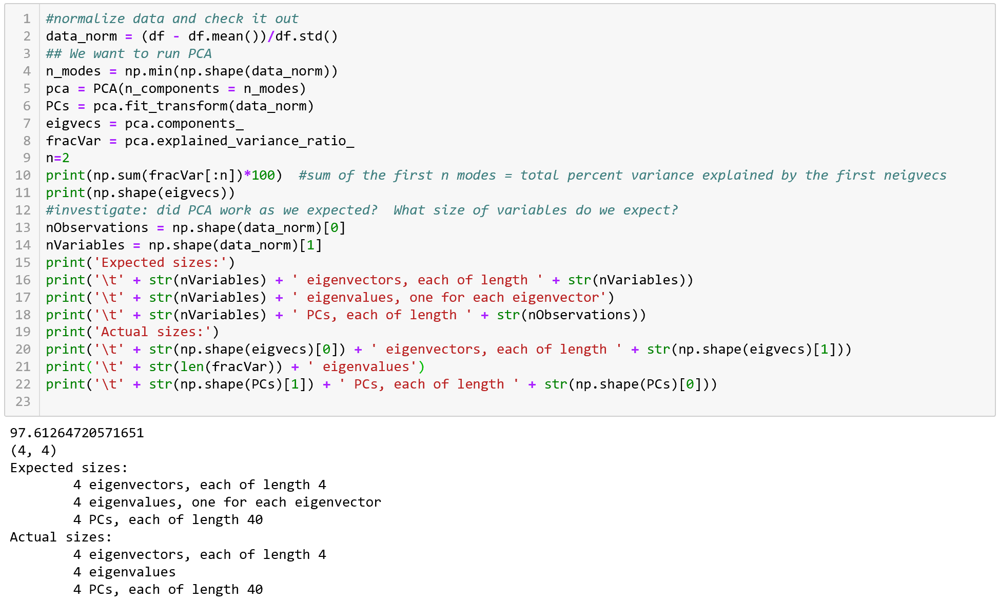 1 #normalize data and check it out
2 data_norm = (df - df.mean())/df.std()
3 ## We want to run PCA
4 n_modes = np.min(np.shape(data_norm))
5 pca = PCA(n_components = n_modes)
6 PCs = pca.fit_transform(data_norm)
7 eigvecs = pca.components_
8 fracVar = pca.explained_variance_ratio_
9 n=2
10 print(np.sum(fracVar[:n])*100)  #sum of the first n modes = total percent variance explained by the first neigvecs
11 print(np.shape(eigvecs))
12 #investigate: did PCA work as we expected?  What size of variables do we expect?
13 nObservations = np.shape(data_norm)[0]
14 nVariables = np.shape(data_norm)[1]
15 print('Expected sizes:')
16 print('\t' + str(nVariables) + ' eigenvectors, each of length ' + str(nVariables))
17 print('\t' + str(nVariables) + ' eigenvalues, one for each eigenvector')
18 print('\t' + str(nVariables) + ' PCs, each of length ' + str(nObservations))
19 print('Actual sizes:')
20 print('\t' + str(np.shape(eigvecs)[0]) + ' eigenvectors, each of length ' + str(np.shape(eigvecs)[1]))
21 print('\t' + str(len(fracVar)) + ' eigenvalues')
22 print('\t' + str(np.shape(PCs)[1]) + ' PCs, each of length ' + str(np.shape(PCs)[0]))
23
97.61264720571651
(4, 4)
Expected sizes:
4 eigenvectors, each of length 4
4 eigenvalues, one for each eigenvector
4 PCs, each of length 40
Actual sizes:
4 eigenvectors, each of length 4
4 eigenvalues
4 PCs, each of length 40